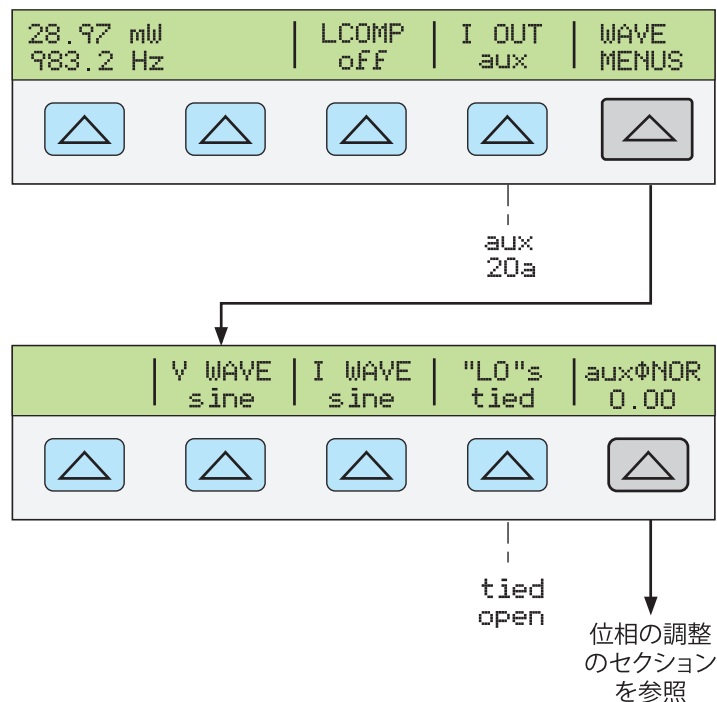 28.97 mW | LCOMP | I OUT | WAVE
983.2 Hz | off | aux | MENUS
aux
20a
V WAVE | I WAVE | "LO"s | auxΦNOR
sine | sine | tied | 0.00
tied
open
位相の調整
のセクション
を参照